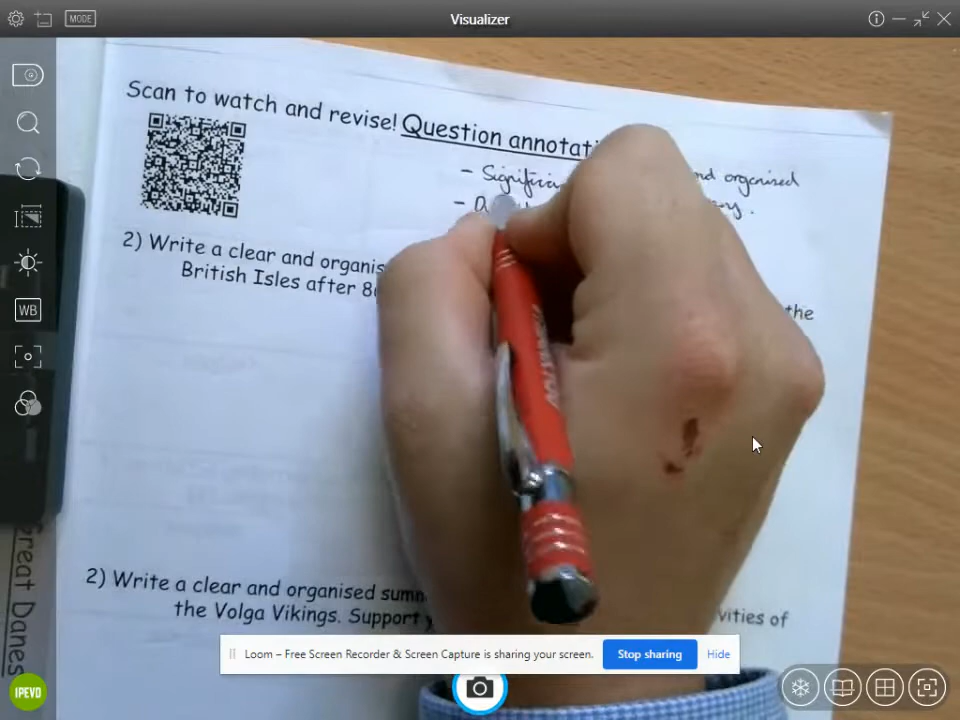 MODE
Visualizer
Scan to watch and revise! Question annotati
- Significa nd organised
-
2) Write a clear and organis
British Isles after 8 the
WB
2) Write a clear and organised summ
the Volga Vikings. Support vities of
Great Danes
Loom – Free Screen Recorder & Screen Capture is sharing your screen.
Stop sharing
Hide
IPEVO